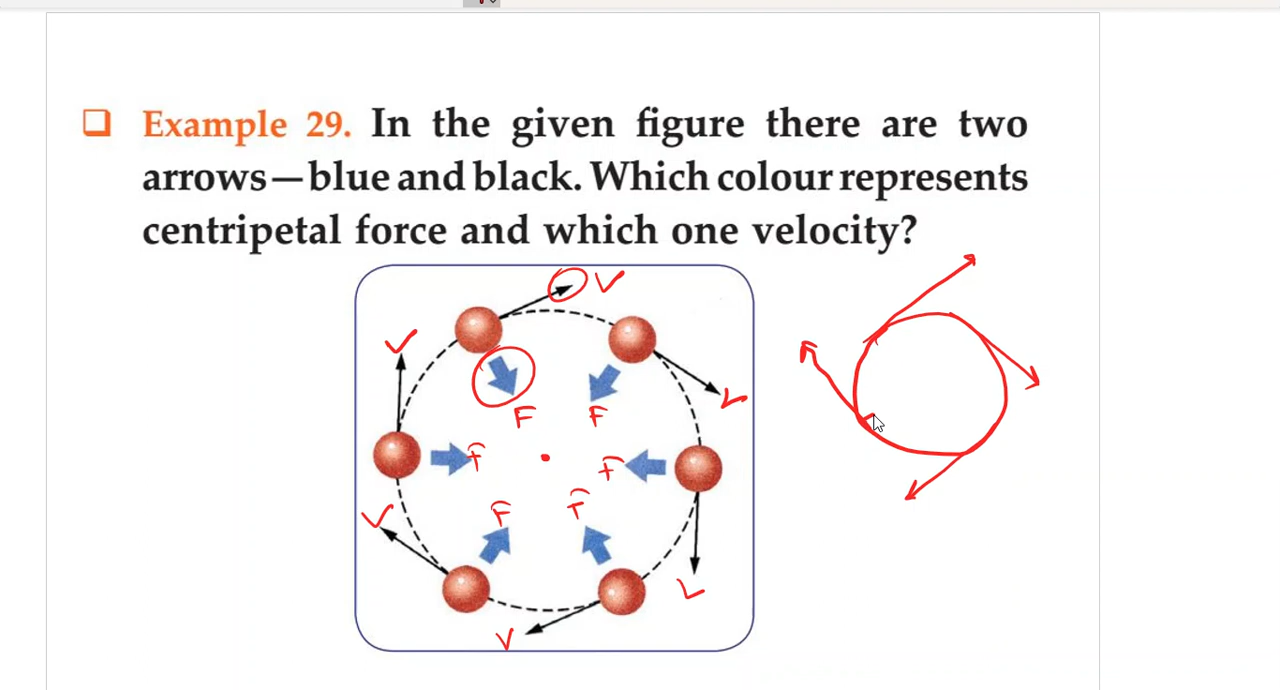 ❑ Example 29. In the given figure there are two
arrows—blue and black. Which colour represents
centripetal force and which one velocity?
V
V
V
F
F
F
F
F
F
V
V
V
V